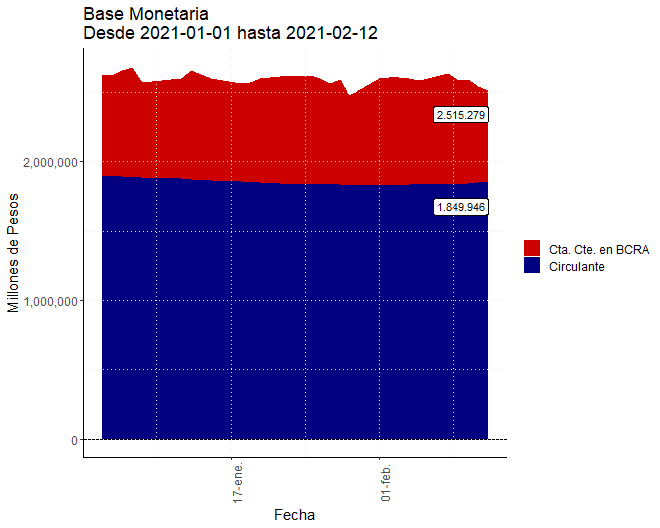 Base Monetaria
Desde 2021-01-01 hasta 2021-02-12
Millones de Pesos
2,000,000
1,000,000
0
2.515.279
1.849.946
Cta. Cte. en BCRA
Circulante
17-ene.
01-feb.
Fecha